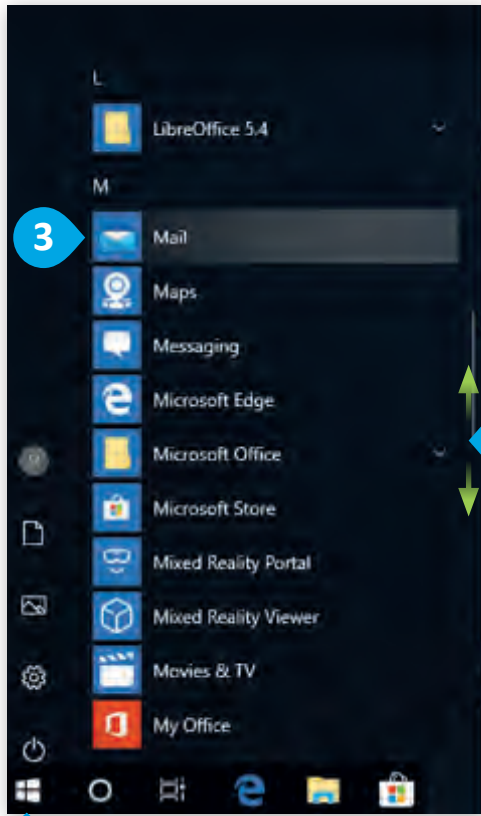 L
LibreOffice 5.4
M
3
Mail
Maps
Messaging
Microsoft Edge
Microsoft Office
Microsoft Store
Mixed Reality Portal
Mixed Reality Viewer
Movies & TV
My Office